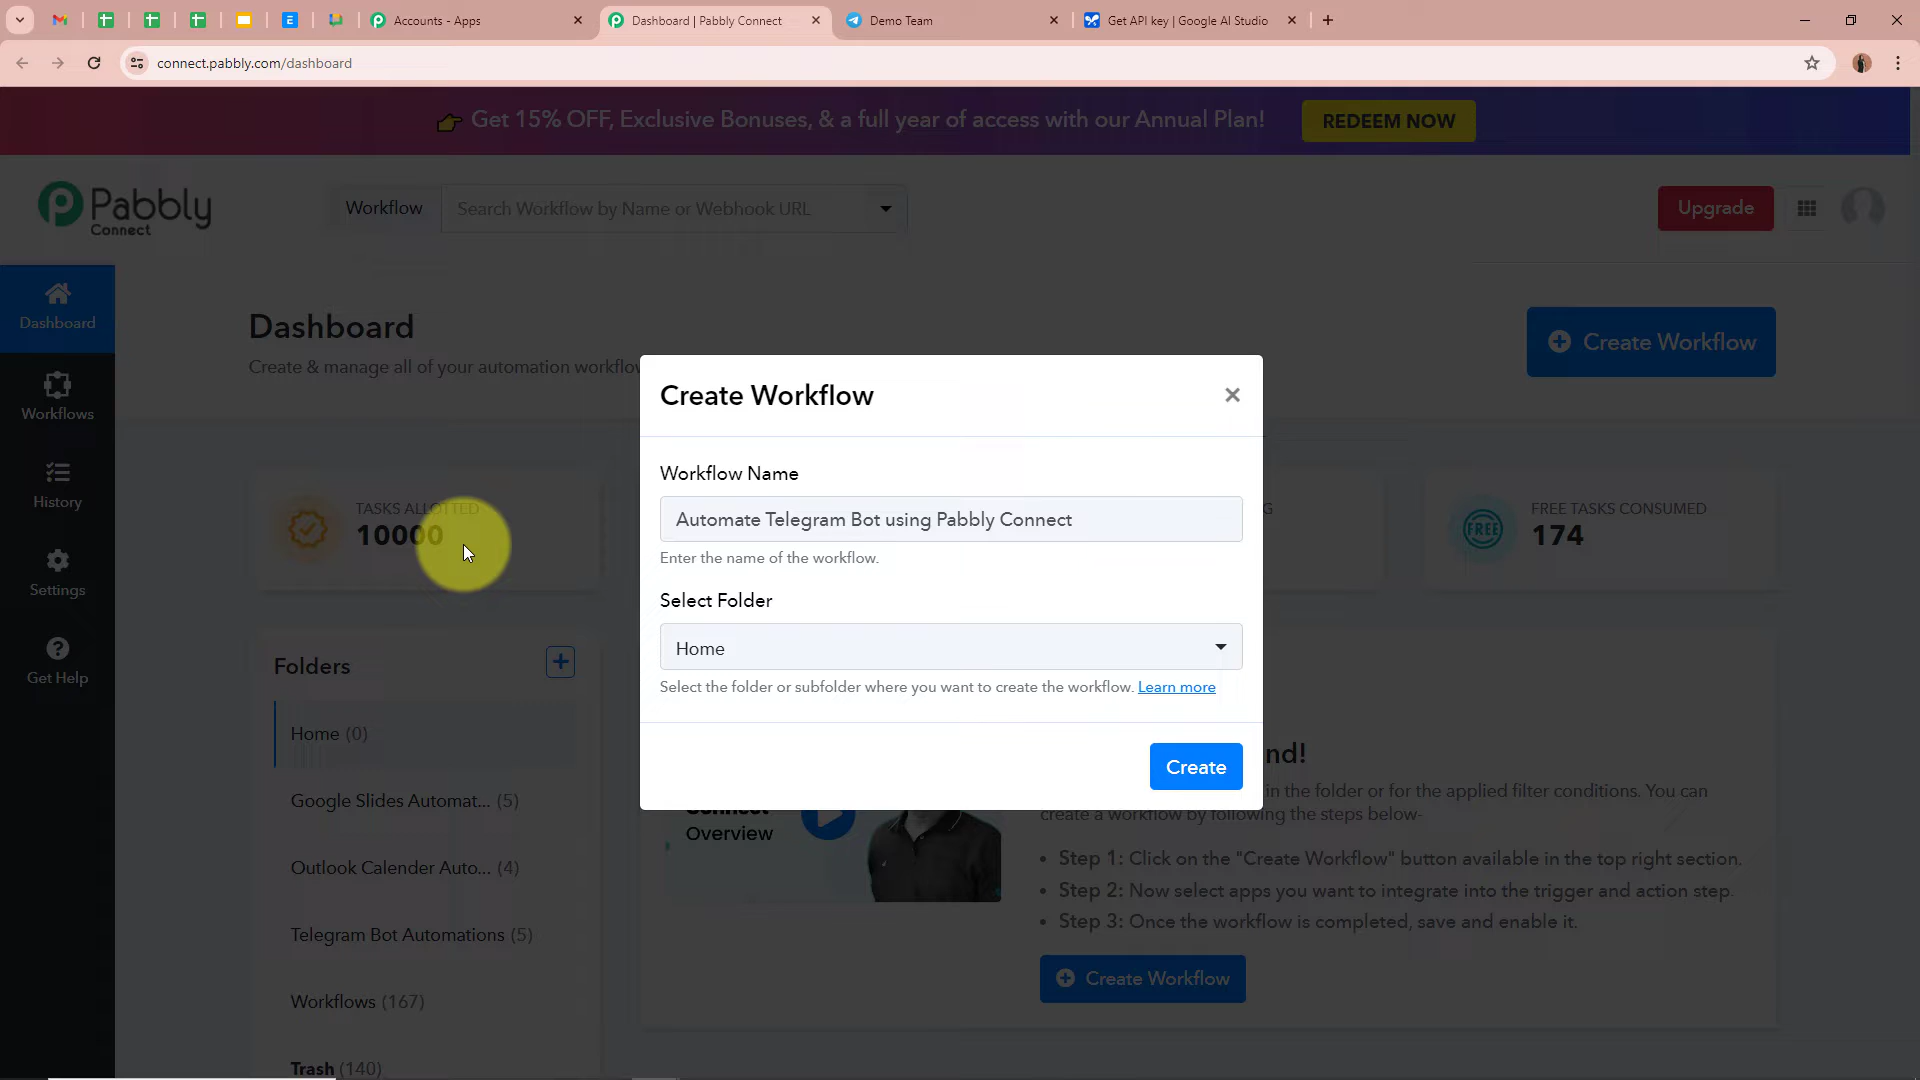 Accounts - Apps
Dashboard | Pabbly Connect
Demo Team
Get API key | Google AI Studio
connect.pabbly.com/dashboard
Get 15% OFF, Exclusive Bonuses, & a full year of access with our Annual Plan!
REDEEM NOW
Pabbly
Connect
Workflow
Search Workflow by Name or Webhook URL
Upgrade
Dashboard
Workflows
History
Settings
Get Help
Dashboard
Create & manage all of your automation workflo
Create Workflow
TASKS ALLOTTED
10000
G
FREE
FREE TASKS CONSUMED
174
Create Workflow
Workflow Name
Automate Telegram Bot using Pabbly Connect
Enter the name of the workflow.
Select Folder
Home
Select the folder or subfolder where you want to create the workflow. Learn more
Create
Folders
Home (0)
Google Slides Automat... (5)
Outlook Calender Auto... (4)
Telegram Bot Automations (5)
Workflows (167)
Trash (140)
Connect
Overview
nd!
in the folder or for the applied filter conditions. You can
create a workflow by following the steps below-
• Step 1: Click on the "Create Workflow" button available in the top right section.
• Step 2: Now select apps you want to integrate into the trigger and action step.
• Step 3: Once the workflow is completed, save and enable it.
Create Workflow